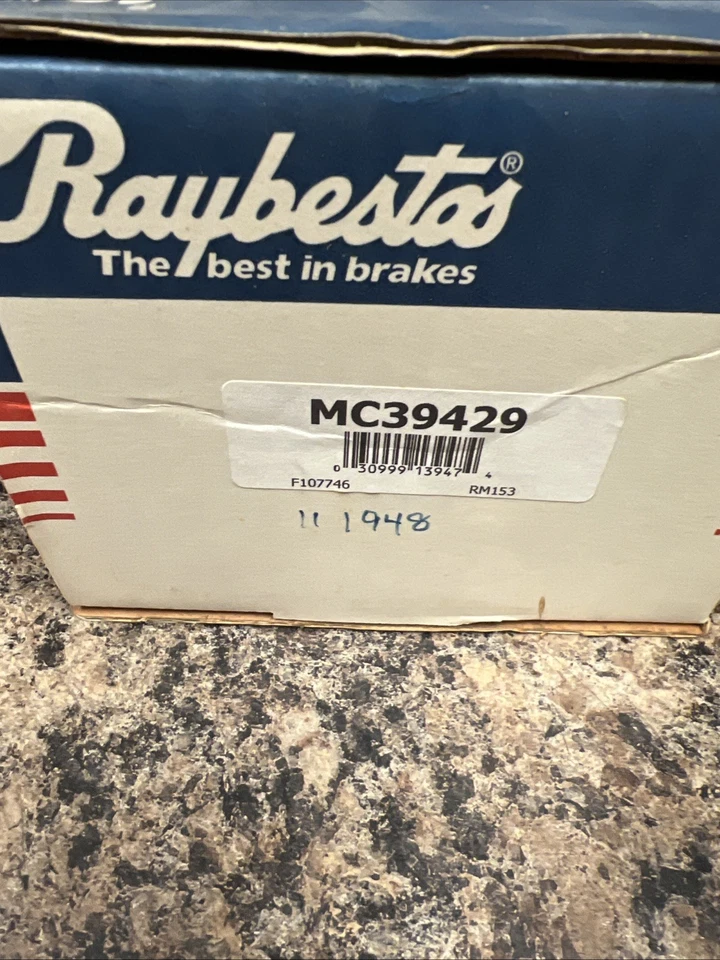 Raybestos®
The best in brakes
MC39429
0 30999 13947 4
F107746 RM153
11 1948